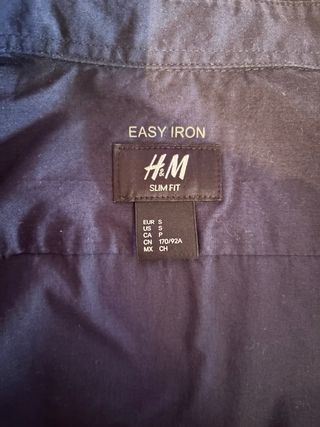 EASY IRON
H&M
SLIM FIT
EUR S
US S
CA P
CN 170/92A
MX CH